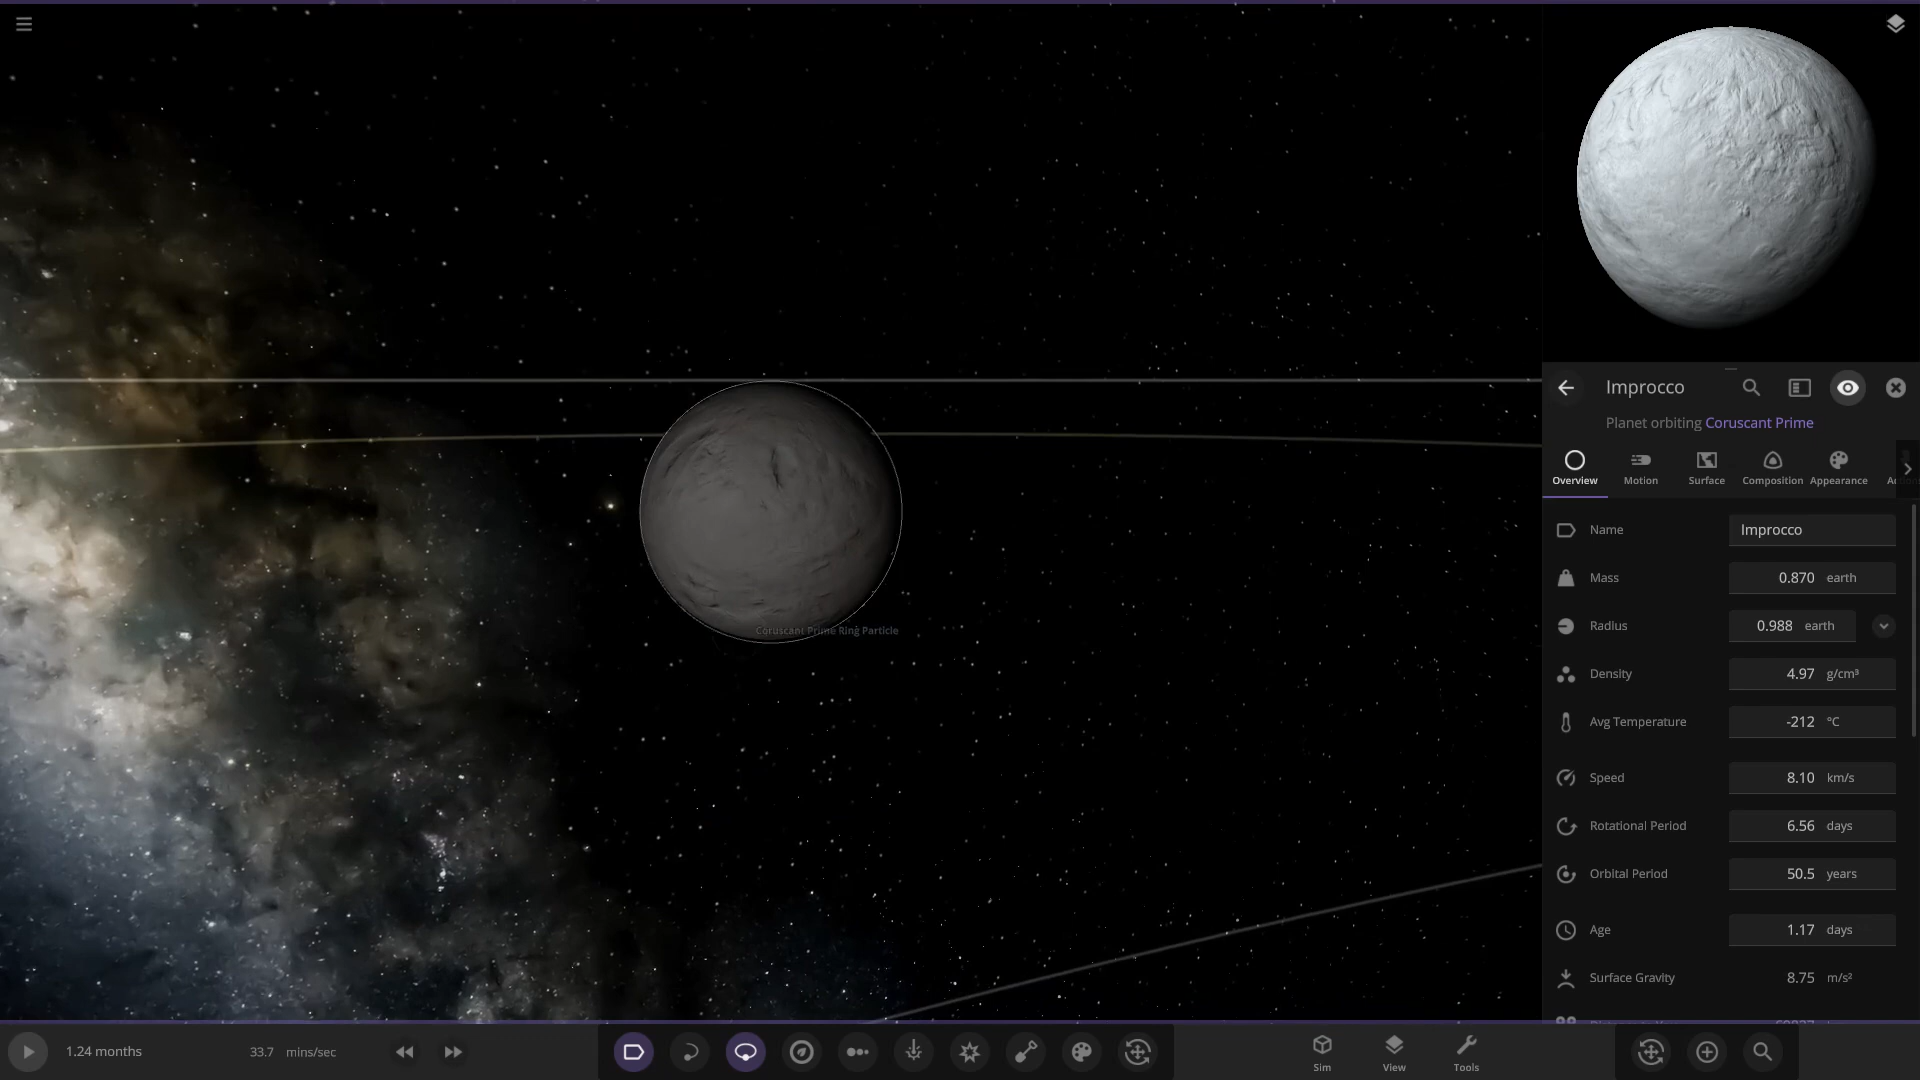 Improcco
Planet orbiting Coruscant Prime
Overview
Motion
Surface
Composition
Appearance
Name Improcco
Mass 0.870 earth
Radius 0.988 earth
Density 4.97 g/cm³
Avg Temperature -212 °C
Speed 8.10 km/s
Rotational Period 6.56 days
Orbital Period 50.5 years
Age 1.17 days
Surface Gravity 8.75 m/s²
Coruscant Prime Ring Particle
1.24 months
33.7 mins/sec
Sim
View
Tools